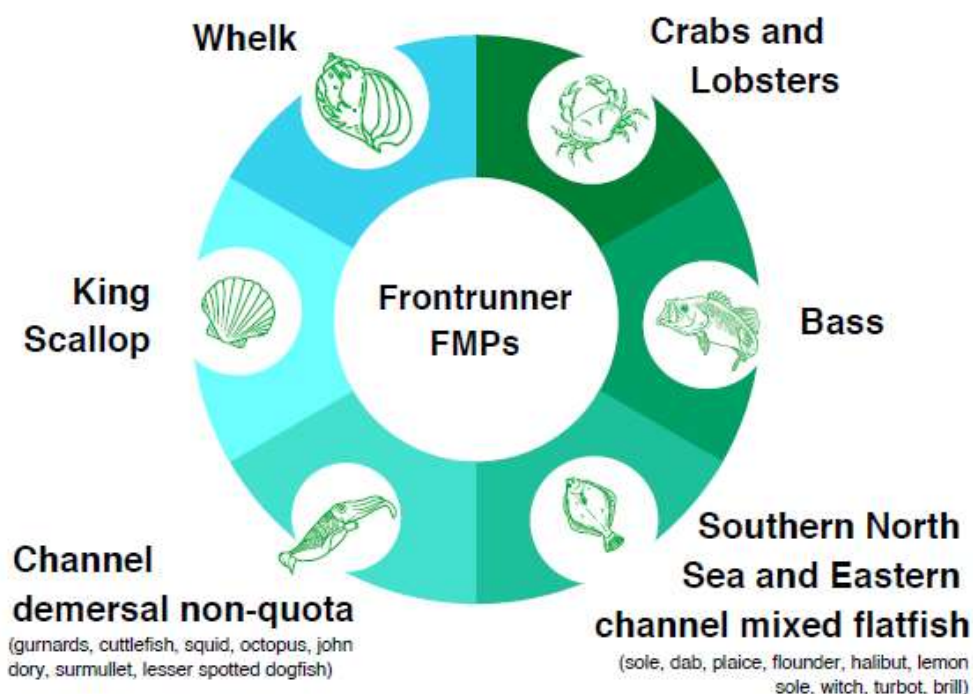 Whelk
Crabs and
Lobsters
King
Scallop
Frontrunner
FMPs
Bass
Channel
demersal non-quota
(gurnards, cuttlefish, squid, octopus, john
dory, surmullet, lesser spotted dogfish)
Southern North
Sea and Eastern
channel mixed flatfish
(sole, dab, plaice, flounder, halibut, lemon
sole, witch, turbot, brill)